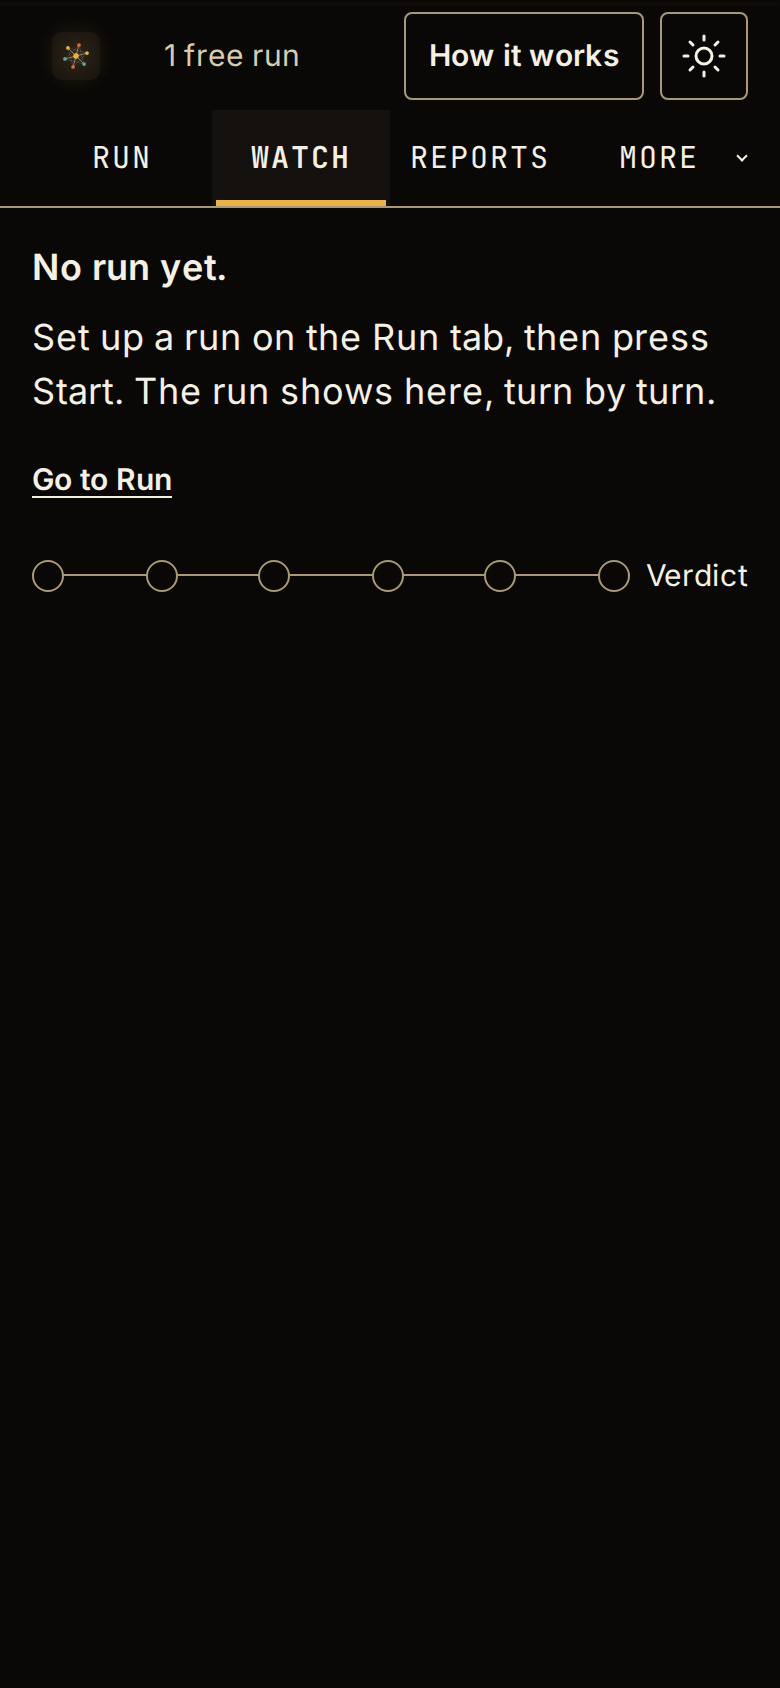 1 free run
How it works
RUN
WATCH
REPORTS
MORE
No run yet.
Set up a run on the Run tab, then press
Start. The run shows here, turn by turn.
Go to Run
Verdict